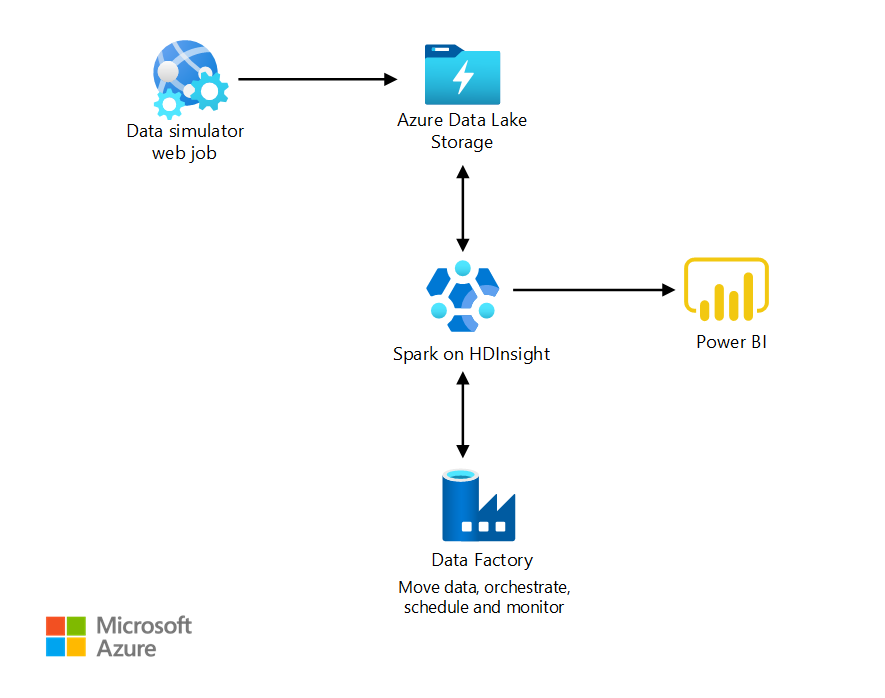 Data simulator
web job
Azure Data Lake
Storage
Spark on HDInsight
Power BI
Data Factory
Move data, orchestrate,
schedule and monitor
Microsoft
Azure